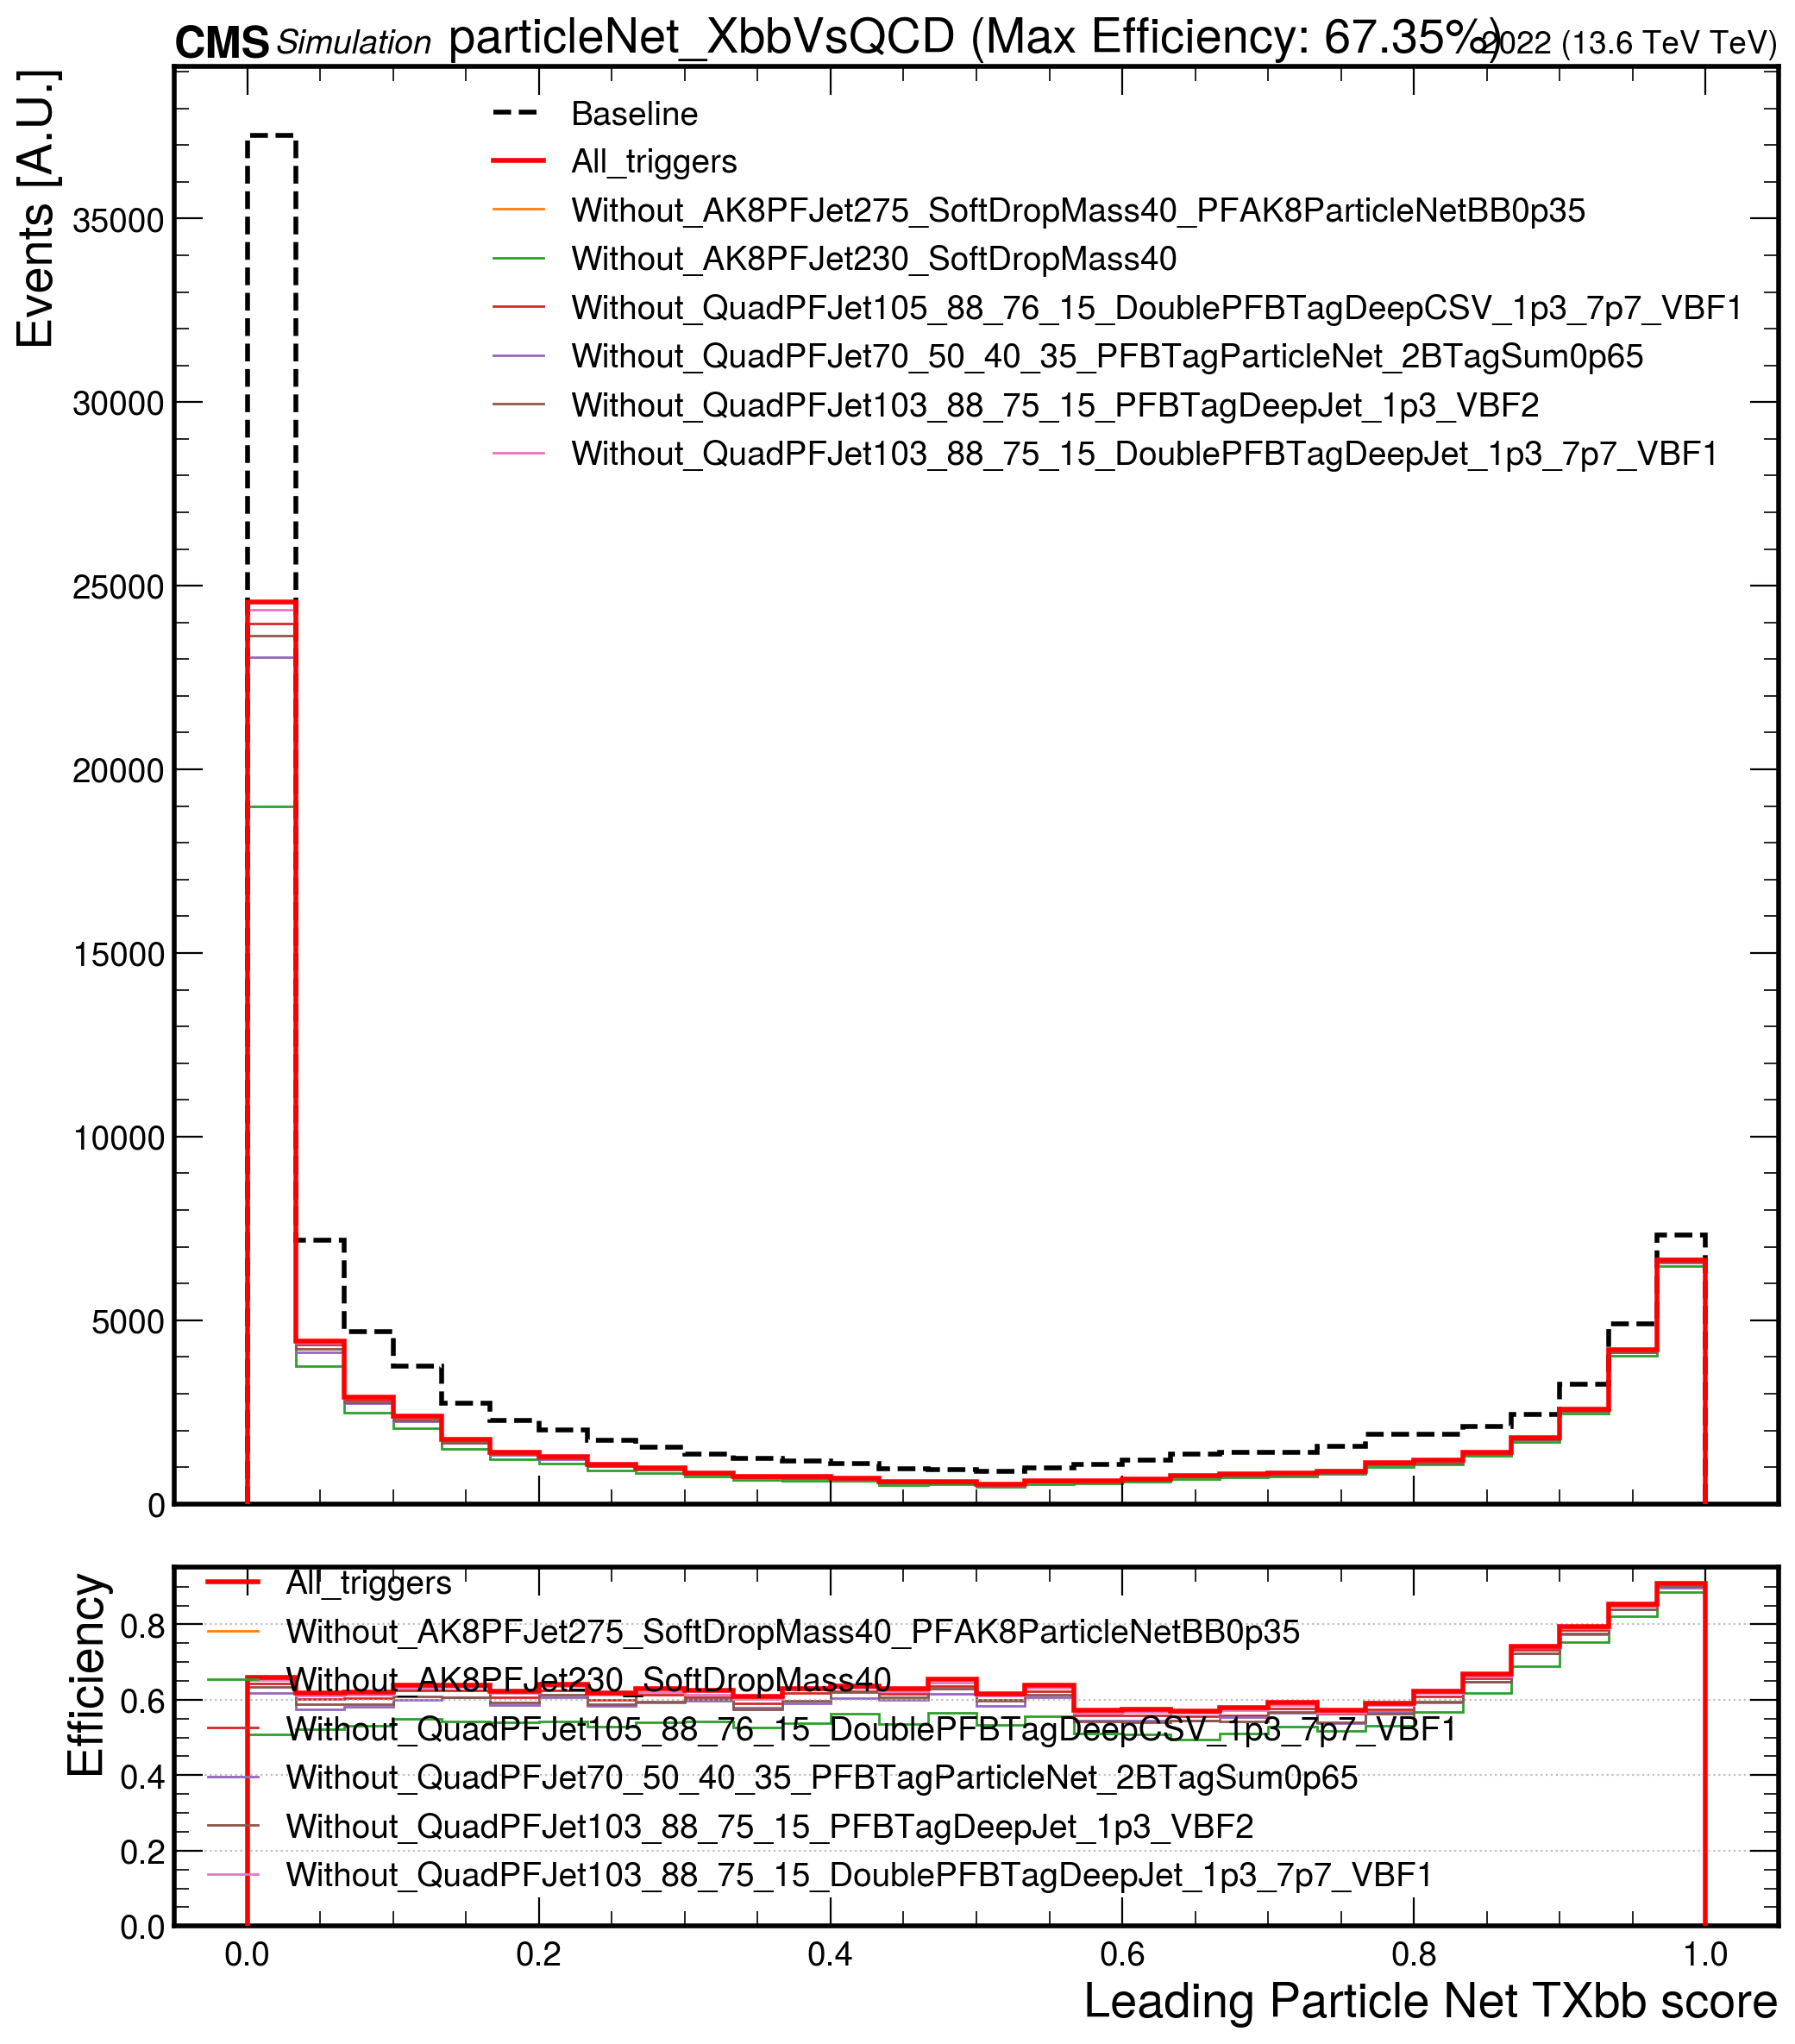 CMS Simulation particleNet_XbbVsQCD (Max Efficiency: 67.35%) 2022 (13.6 TeV TeV)
Events [A.U.]
Baseline
All_triggers
Without_AK8PFJet275_SoftDropMass40_PFAK8ParticleNetBB0p35
Without_AK8PFJet230_SoftDropMass40
Without_QuadPFJet105_88_76_15_DoublePFBTagDeepCSV_1p3_7p7_VBF1
Without_QuadPFJet70_50_40_35_PFBTagParticleNet_2BTagSum0p65
Without_QuadPFJet103_88_75_15_PFBTagDeepJet_1p3_VBF2
Without_QuadPFJet103_88_75_15_DoublePFBTagDeepJet_1p3_7p7_VBF1
35000
30000
25000
20000
15000
10000
5000
0
Efficiency
All_triggers
Without_AK8PFJet275_SoftDropMass40_PFAK8ParticleNetBB0p35
Without_AK8PFJet230_SoftDropMass40
Without_QuadPFJet105_88_76_15_DoublePFBTagDeepCSV_1p3_7p7_VBF1
Without_QuadPFJet70_50_40_35_PFBTagParticleNet_2BTagSum0p65
Without_QuadPFJet103_88_75_15_PFBTagDeepJet_1p3_VBF2
Without_QuadPFJet103_88_75_15_DoublePFBTagDeepJet_1p3_7p7_VBF1
0.8
0.6
0.4
0.2
0.0
0.0 0.2 0.4 0.6 0.8 1.0
Leading Particle Net TXbb score